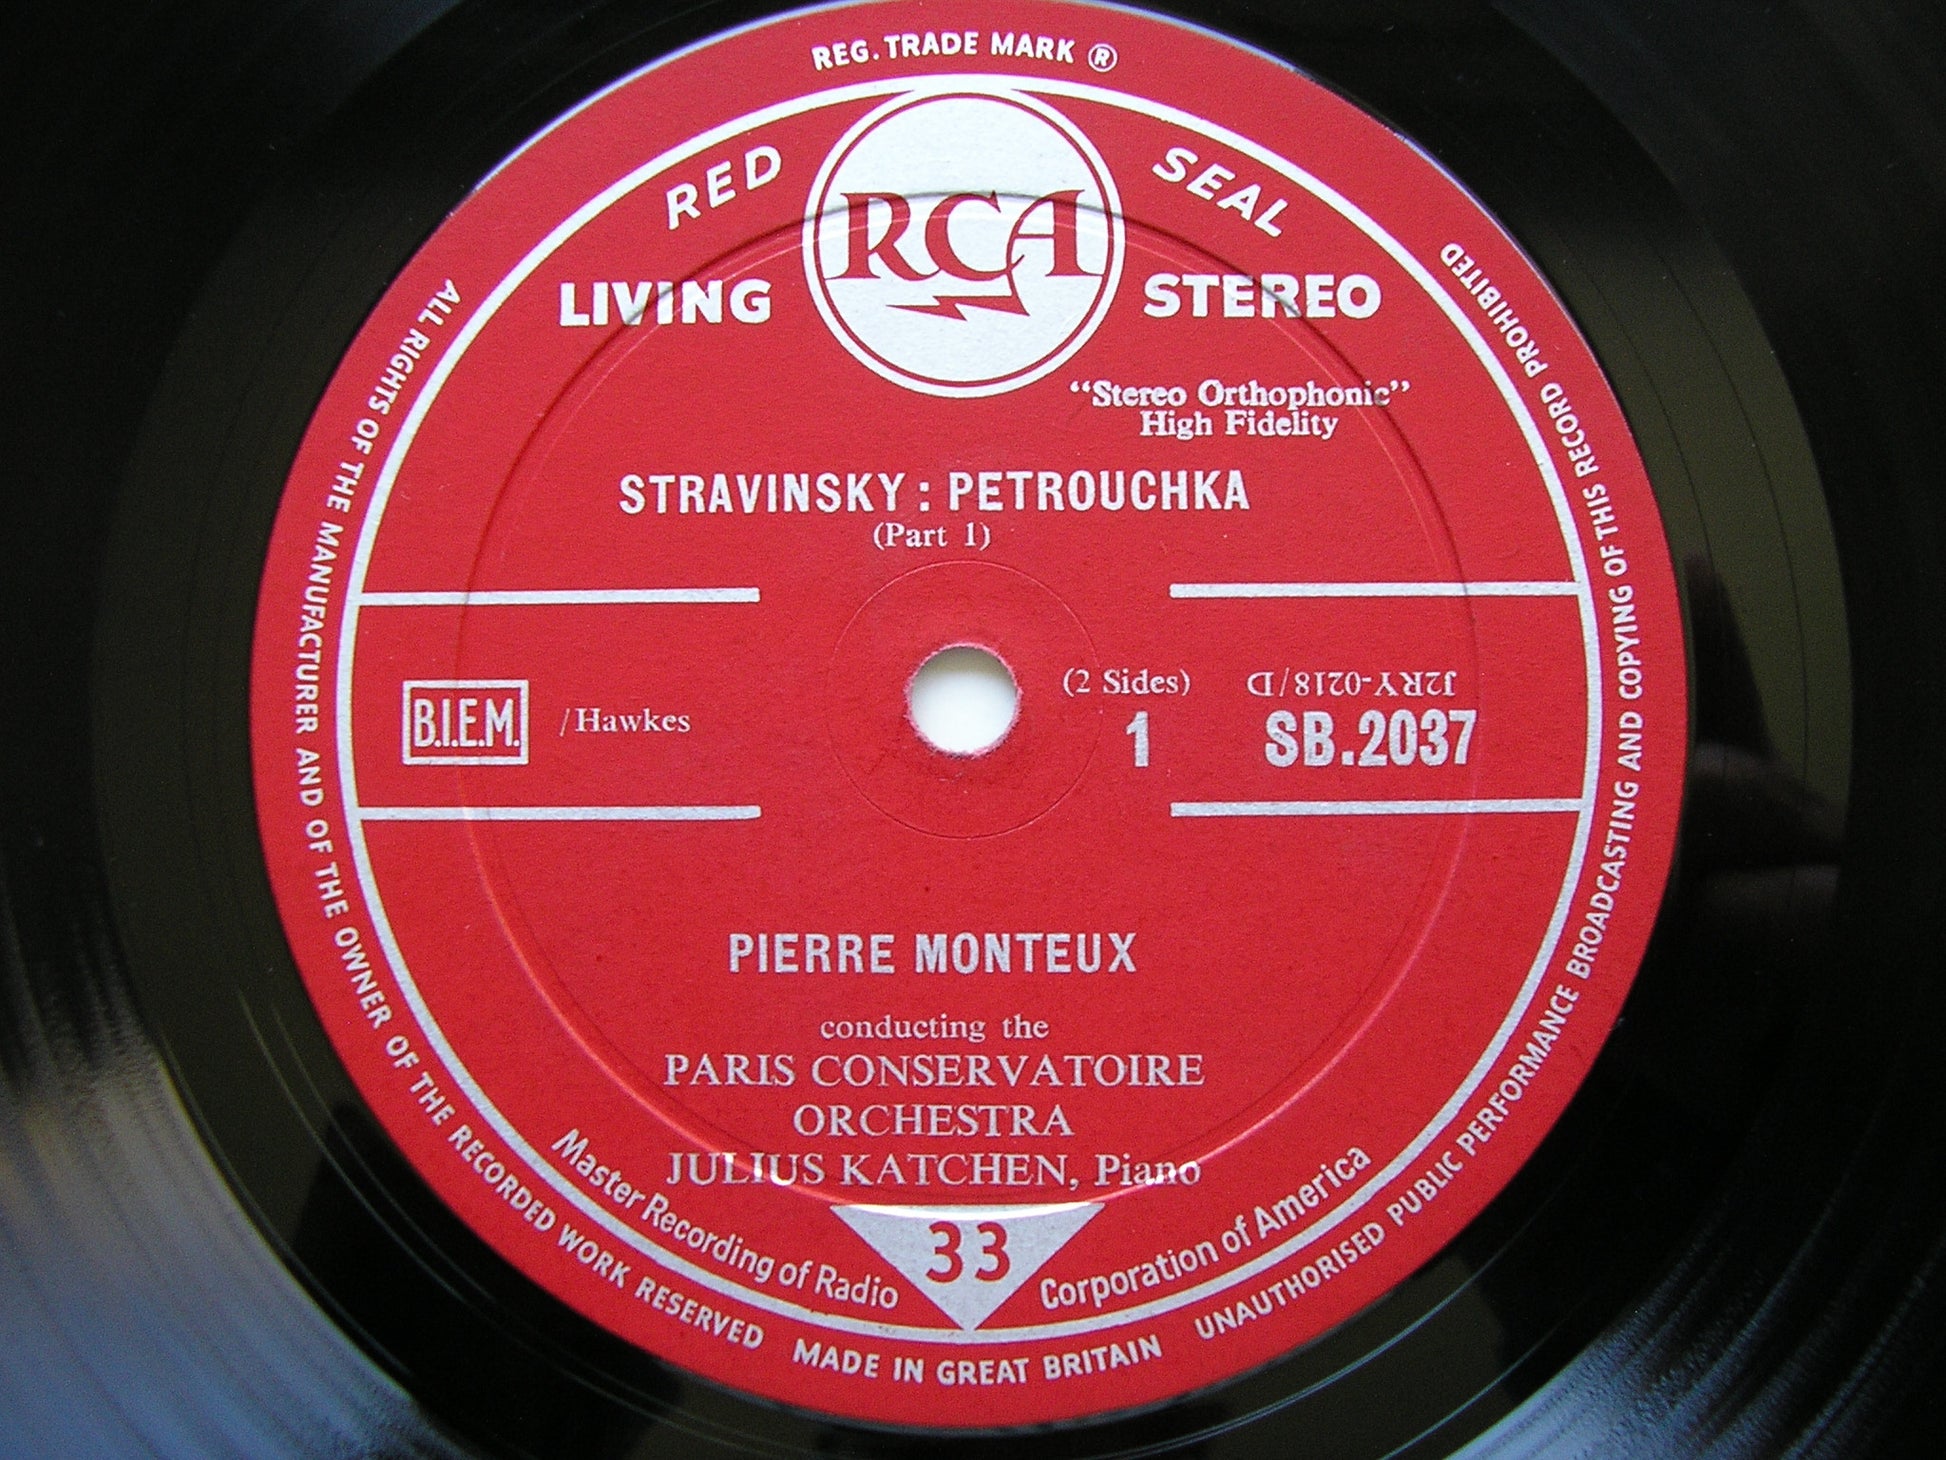 REG. TRADE MARK ®
RED SEAL
RCA
LIVING STEREO
“Stereo Orthophonic”
High Fidelity
STRAVINSKY : PETROUCHKA
(Part 1)
B.I.E.M.
/Hawkes
(2 Sides)
J2RY-0218/D
1
SB.2037
PIERRE MONTEUX
conducting the
PARIS CONSERVATOIRE
ORCHESTRA
JULIUS KATCHEN, Piano
33
Master Recording of Radio Corporation of America
ALL RIGHTS OF THE MANUFACTURER AND OF THE OWNER OF THE RECORDED WORK RESERVED
MADE IN GREAT BRITAIN
UNAUTHORISED PUBLIC PERFORMANCE BROADCASTING AND COPYING OF THIS RECORD PROHIBITED